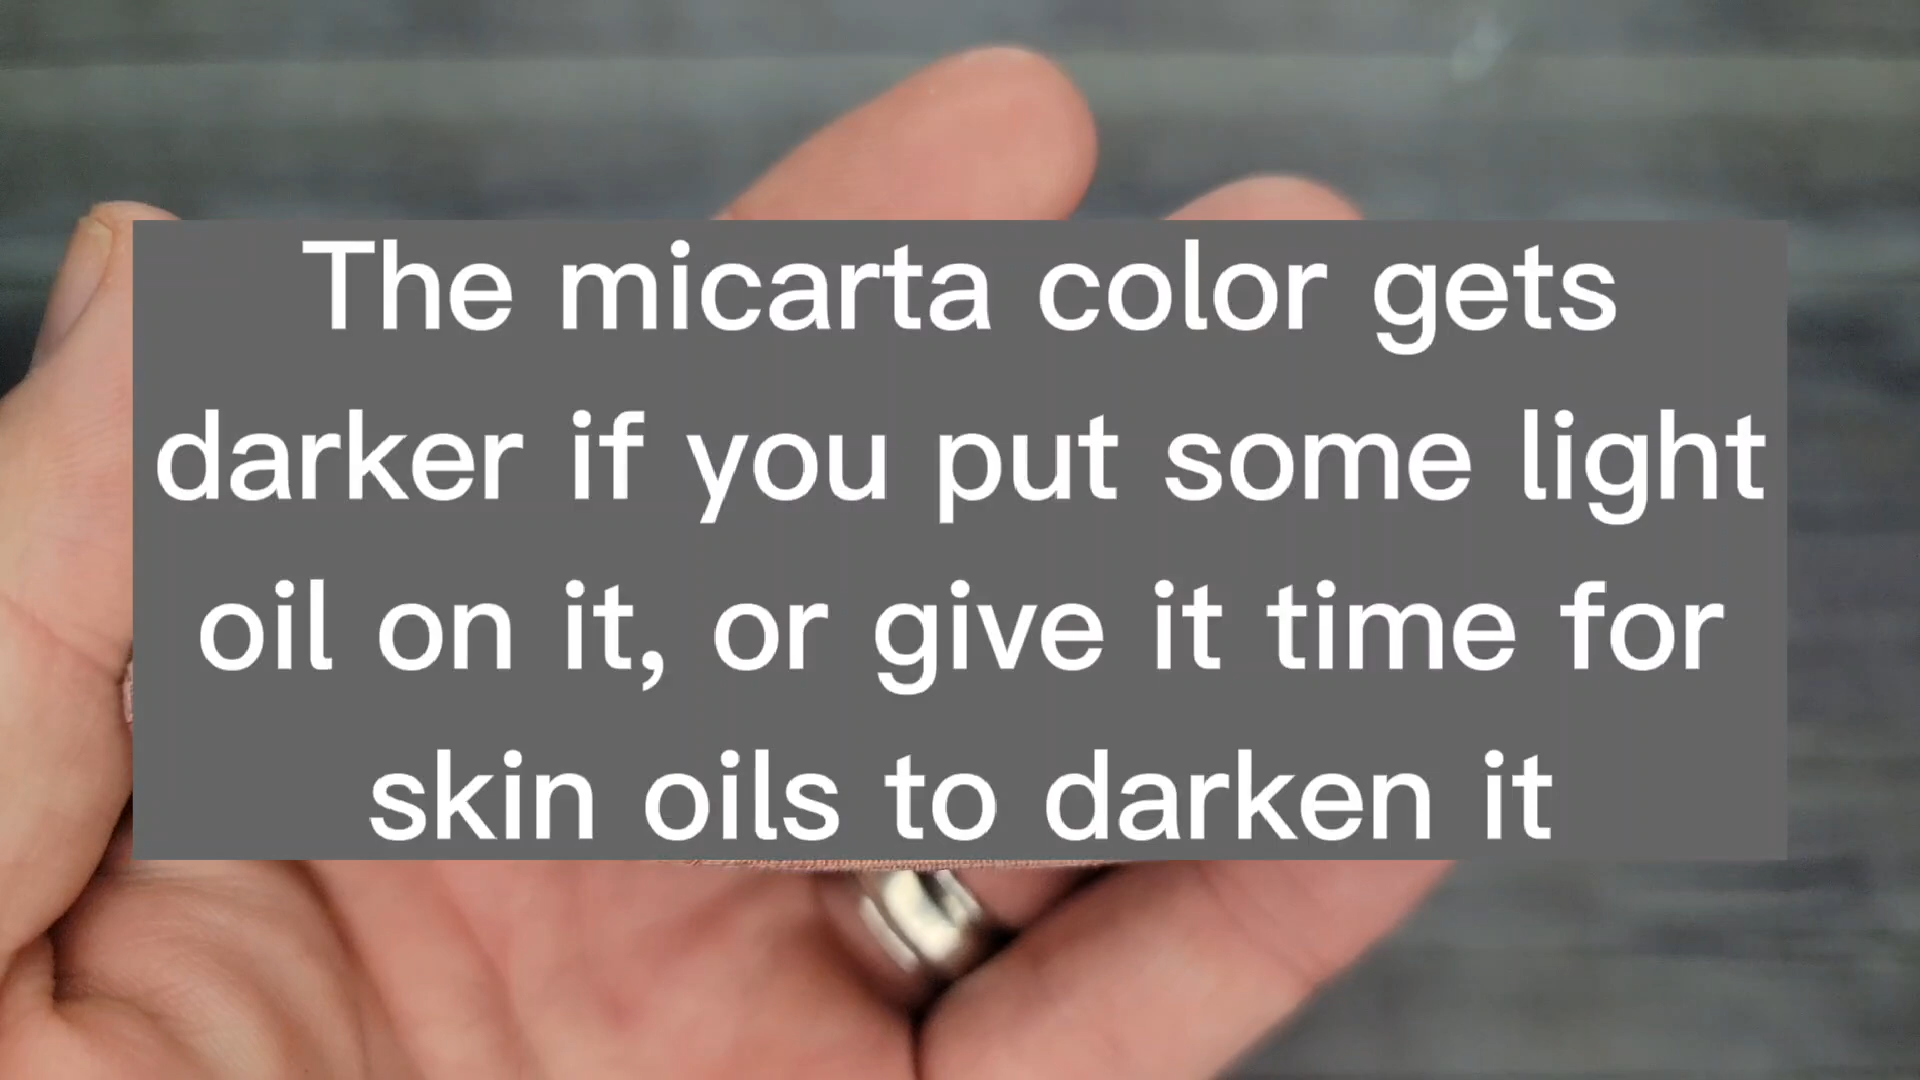 The micarta color gets
darker if you put some light
oil on it, or give it time for
skin oils to darken it